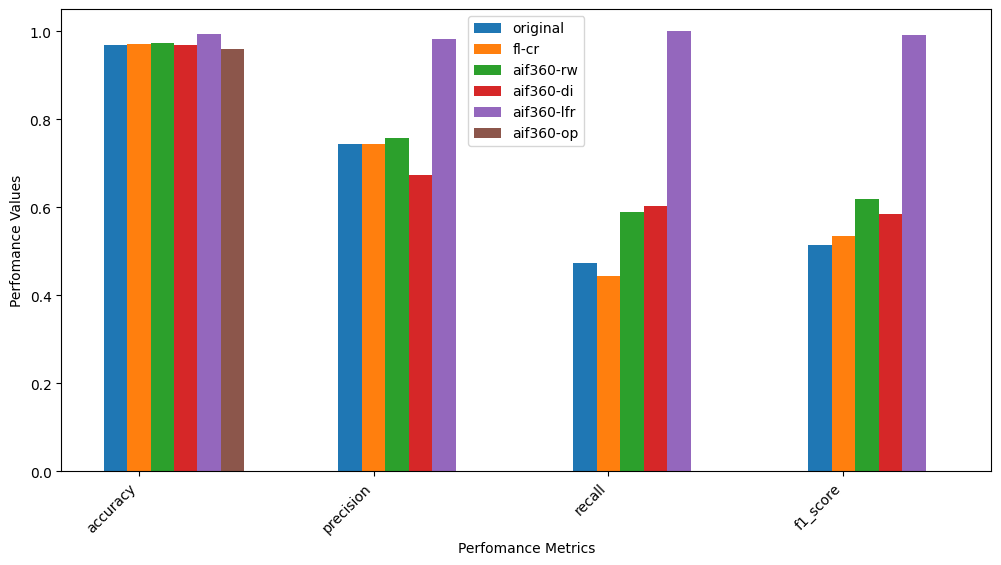 1.0
0.8
0.6
0.4
0.2
0.0
Perfomance Values
original
fl-cr
aif360-rw
aif360-di
aif360-lfr
aif360-op
accuracy
precision
recall
f1_score
Perfomance Metrics